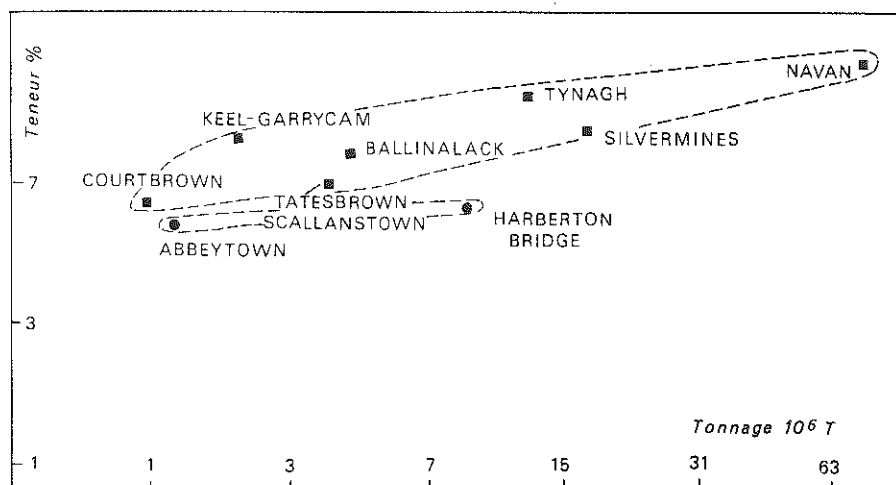 Teneur %
NAVAN
TYNAGH
KEEL-GARRYCAM
SILVERMINES
BALLINALACK
COURTBROWN
7
TATESBROWN
SCALLANSTOWN
HARBERTON
BRIDGE
ABBEYTOWN
3
Tonnage 10⁶ T
1
1 3 7 15 31 63